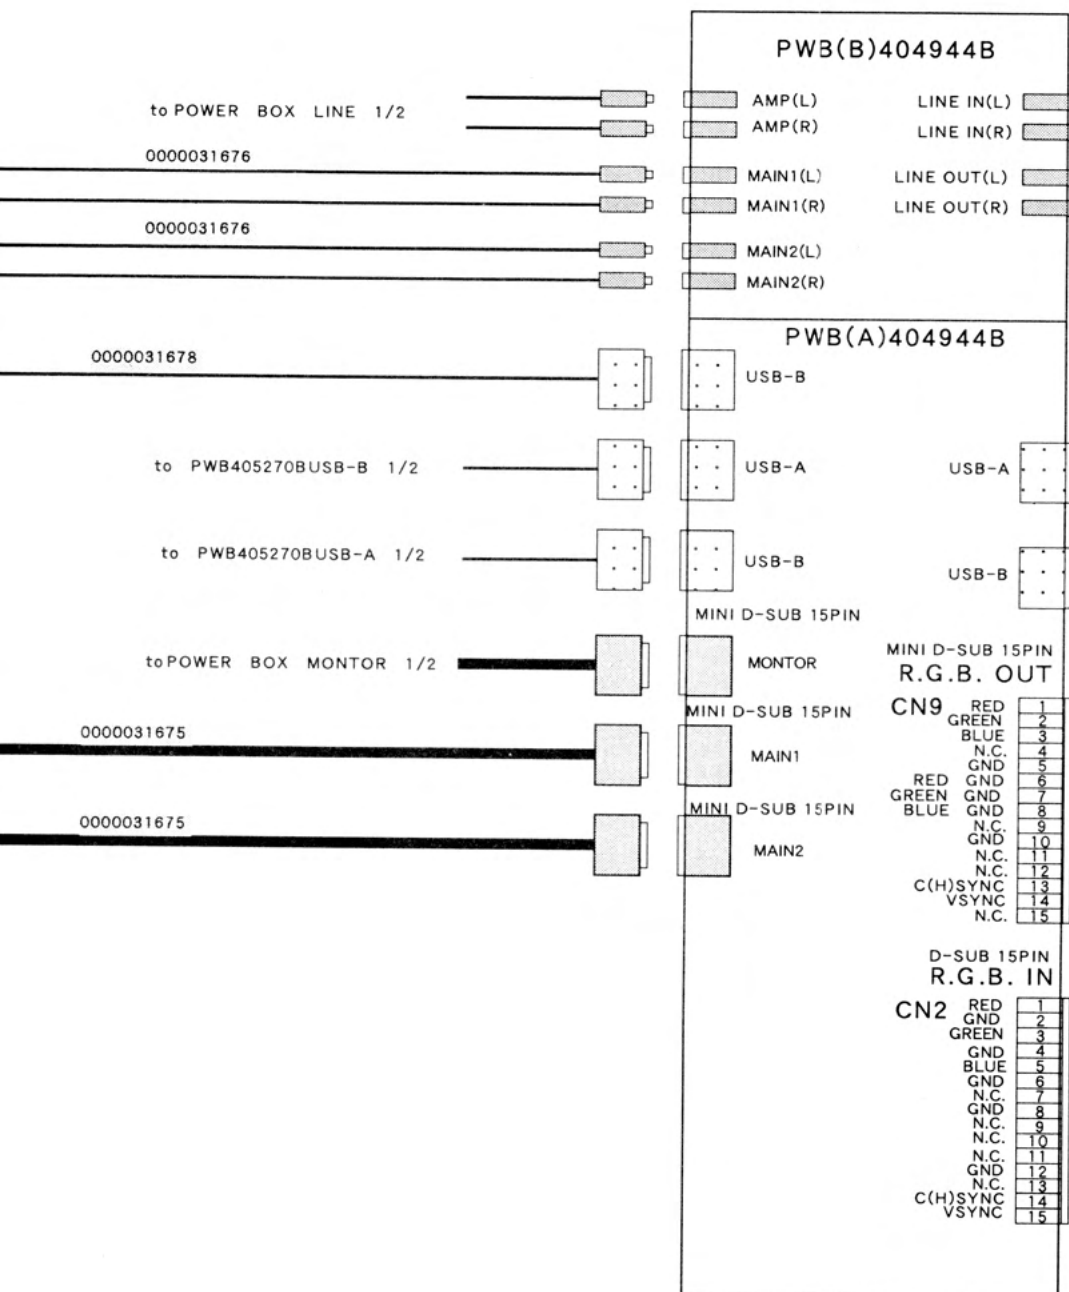 PWB(B)404944B
to POWER BOX LINE 1/2
AMP(L)
AMP(R)
LINE IN(L)
LINE IN(R)
0000031676
MAIN1(L)
MAIN1(R)
LINE OUT(L)
LINE OUT(R)
0000031676
MAIN2(L)
MAIN2(R)
PWB(A)404944B
0000031678
USB-B
to PWB405270BUSB-B 1/2
USB-A
USB-A
to PWB405270BUSB-A 1/2
USB-B
USB-B
MINI D-SUB 15PIN
to POWER BOX MONTOR 1/2
MONTOR
MINI D-SUB 15PIN
0000031675
MAIN1
MINI D-SUB 15PIN
0000031675
MAIN2
MINI D-SUB 15PIN
R.G.B. OUT
CN9
RED 1
GREEN 2
BLUE 3
N.C. 4
GND 5
RED GND 6
GREEN GND 7
BLUE GND 8
N.C. 9
GND 10
N.C. 11
N.C. 12
C(H)SYNC 13
VSYNC 14
N.C. 15
D-SUB 15PIN
R.G.B. IN
CN2
RED 1
GND 2
GREEN 3
GND 4
BLUE 5
GND 6
N.C. 7
GND 8
N.C. 9
N.C. 10
N.C. 11
GND 12
N.C. 13
C(H)SYNC 14
VSYNC 15